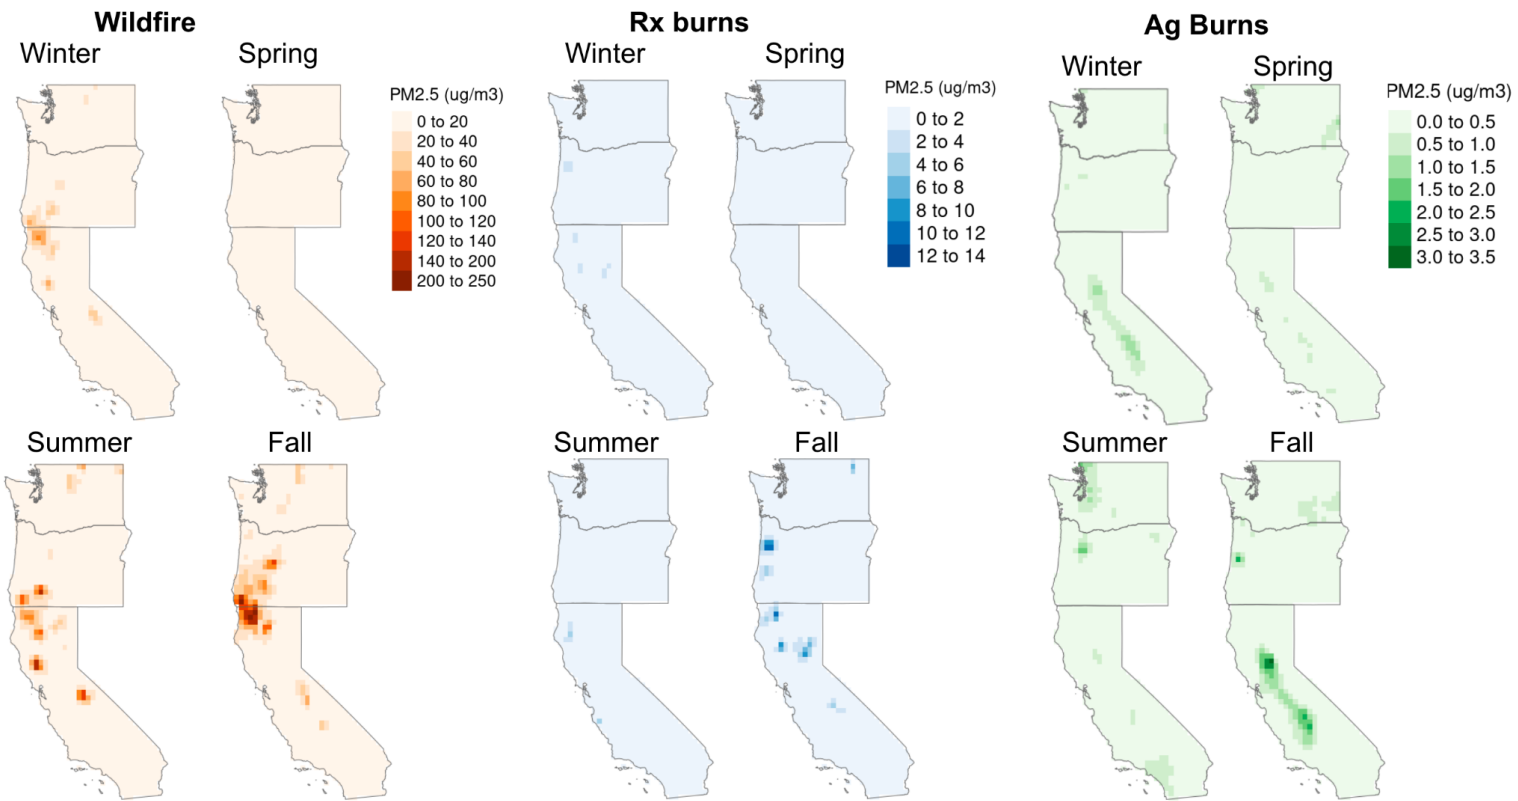 Wildfire
Winter
Spring
PM2.5 (ug/m3)
0 to 20
20 to 40
40 to 60
60 to 80
80 to 100
100 to 120
120 to 140
140 to 200
200 to 250
Summer
Fall
Rx burns
Winter
Spring
PM2.5 (ug/m3)
0 to 2
2 to 4
4 to 6
6 to 8
8 to 10
10 to 12
12 to 14
Summer
Fall
Ag Burns
Winter
Spring
PM2.5 (ug/m3)
0.0 to 0.5
0.5 to 1.0
1.0 to 1.5
1.5 to 2.0
2.0 to 2.5
2.5 to 3.0
3.0 to 3.5
Summer
Fall